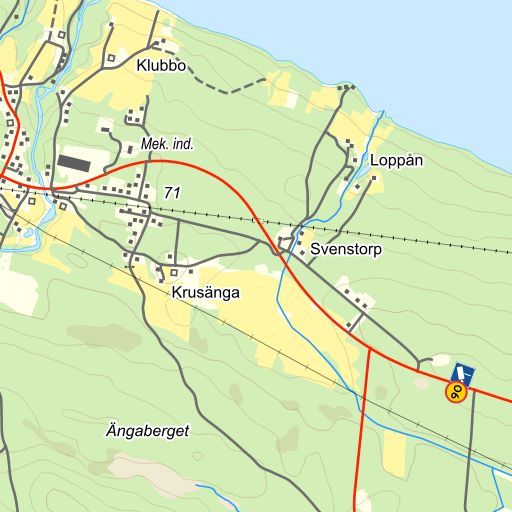 Klubbo
Mek. ind.
Loppån
71
Svenstorp
Krusänga
90
Ängaberget